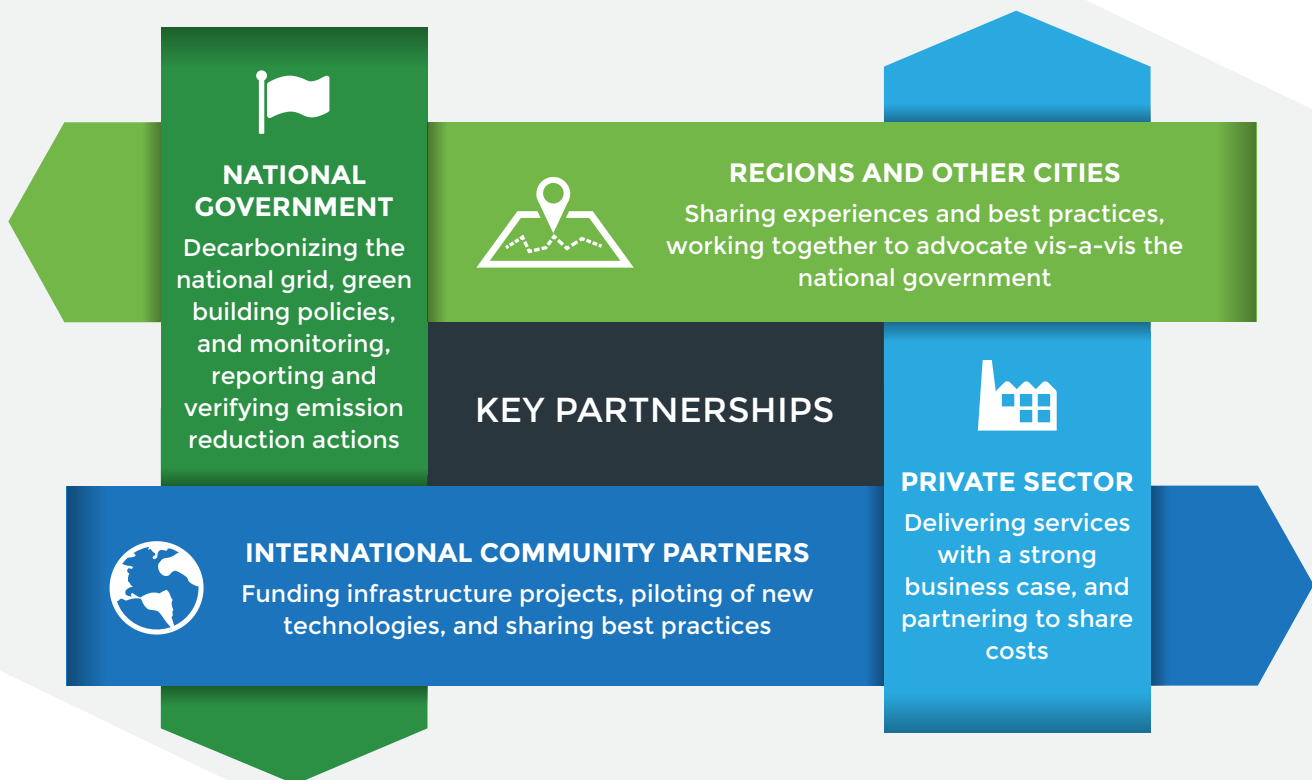 NATIONAL
GOVERNMENT
Decarbonizing the
national grid, green
building policies,
and monitoring,
reporting and
verifying emission
reduction actions
REGIONS AND OTHER CITIES
Sharing experiences and best practices,
working together to advocate vis-a-vis the
national government
KEY PARTNERSHIPS
INTERNATIONAL COMMUNITY PARTNERS
Funding infrastructure projects, piloting of new
technologies, and sharing best practices
PRIVATE SECTOR
Delivering services
with a strong
business case, and
partnering to share
costs